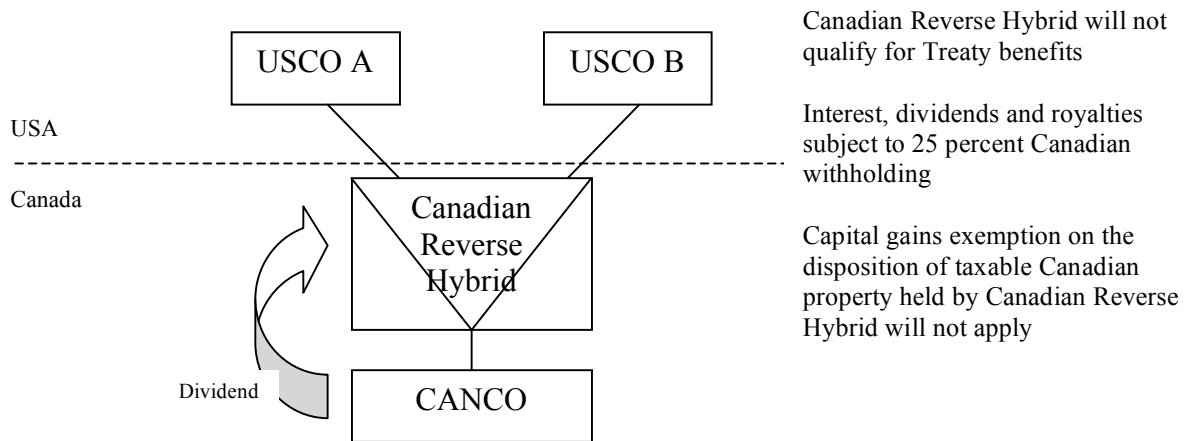 USCO A
USCO B
USA
Canada
Canadian
Reverse
Hybrid
Dividend
CANCO
Canadian Reverse Hybrid will not
qualify for Treaty benefits
Interest, dividends and royalties
subject to 25 percent Canadian
withholding
Capital gains exemption on the
disposition of taxable Canadian
property held by Canadian Reverse
Hybrid will not apply